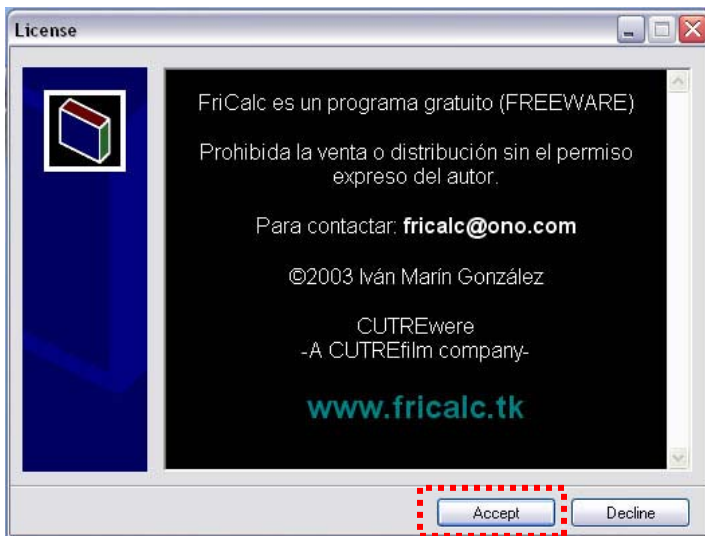 License
FriCalc es un programa gratuito (FREEWARE)
Prohibida la venta o distribución sin el permiso
expreso del autor.
Para contactar: fricalc@ono.com
©2003 Iván Marín González
CUTREwere
-A CUTREfilm company-
www.fricalc.tk
Accept
Decline